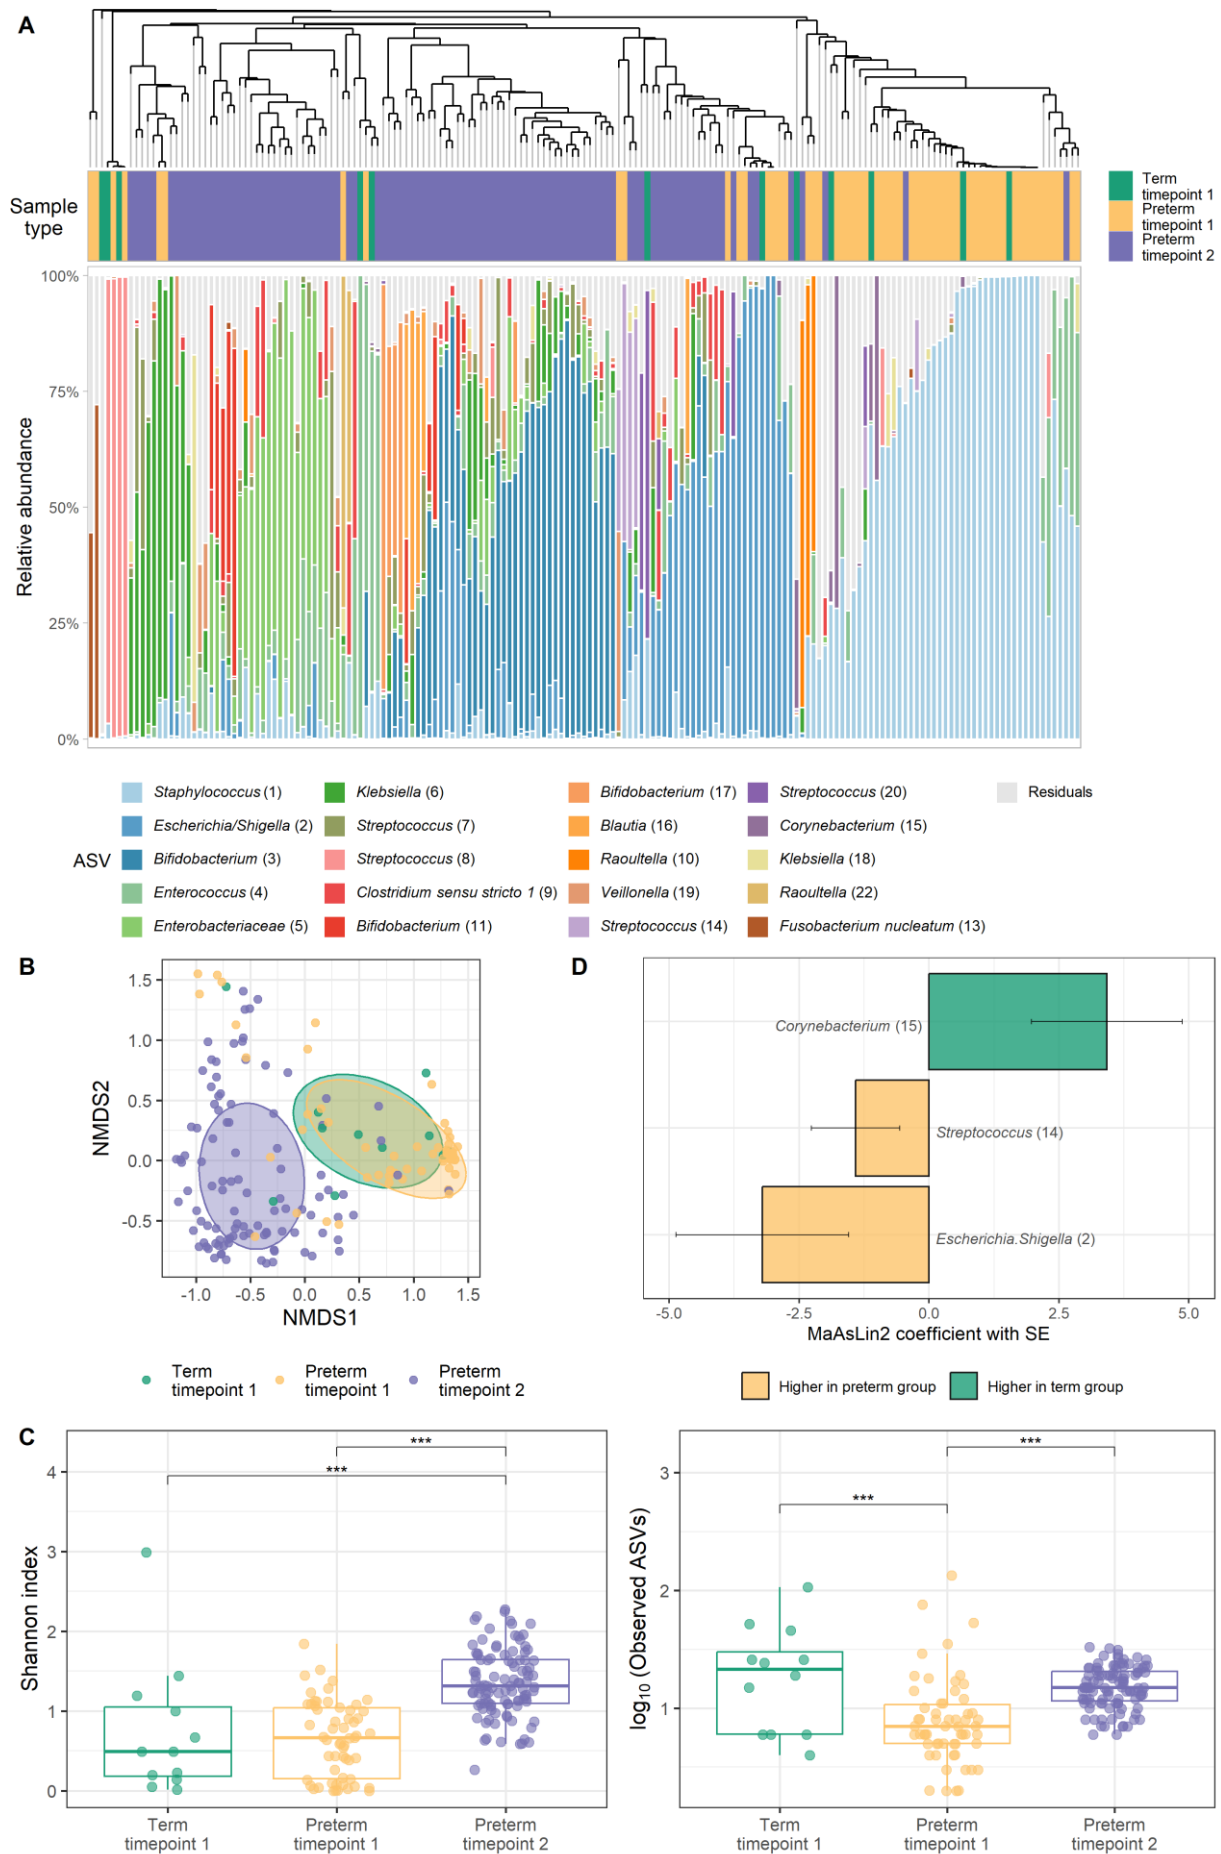 A
Sample
type
Term
timepoint 1
Preterm
timepoint 1
Preterm
timepoint 2
100%
75%
50%
25%
0%
Relative abundance
ASV
Staphylococcus (1)
Escherichia/Shigella (2)
Bifidobacterium (3)
Enterococcus (4)
Enterobacteriaceae (5)
Klebsiella (6)
Streptococcus (7)
Streptococcus (8)
Clostridium sensu stricto 1 (9)
Bifidobacterium (11)
Bifidobacterium (17)
Blautia (16)
Raoultella (10)
Veillonella (19)
Streptococcus (14)
Streptococcus (20)
Corynebacterium (15)
Klebsiella (18)
Raoultella (22)
Fusobacterium nucleatum (13)
Residuals
B
1.5
1.0
0.5
0.0
-0.5
NMDS2
-1.0 -0.5 0.0 0.5 1.0 1.5
NMDS1
Term
timepoint 1
Preterm
timepoint 1
Preterm
timepoint 2
D
Corynebacterium (15)
Streptococcus (14)
Escherichia.Shigella (2)
-5.0 -2.5 0.0 2.5 5.0
MaAsLin2 coefficient with SE
Higher in preterm group
Higher in term group
C
4
3
2
1
0
Shannon index
***
***
Term
timepoint 1
Preterm
timepoint 1
Preterm
timepoint 2
3
2
1
log10 (Observed ASVs)
***
***
Term
timepoint 1
Preterm
timepoint 1
Preterm
timepoint 2